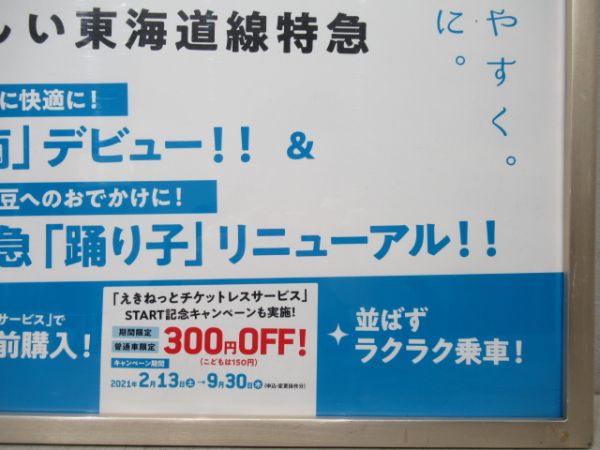 しい東海道線特急
やすく。
に。
に快適に!
」デビュー!! &
豆へのおでかけに!
急「踊り子」リニューアル!!
サービス」で
前購入!
「えきねっとチケットレスサービス」
START記念キャンペーンも実施!
期間限定
普通車限定
300円OFF!
(こどもは150円)
キャンペーン期間
2021年2月13日土→9月30日木(申込・変更操作分)
並ばず
ラクラク乗車!